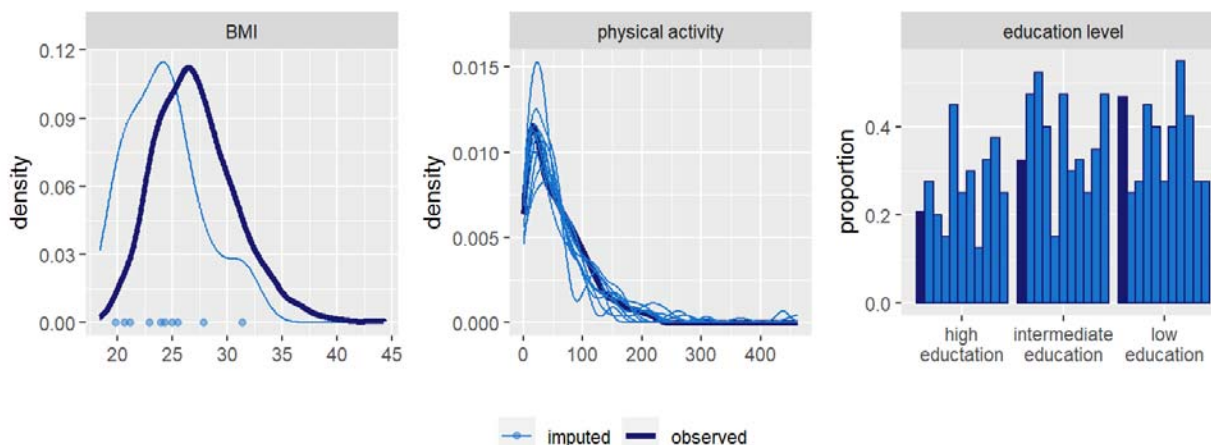 BMI
physical activity
education level
density
0.12
0.09
0.06
0.03
0.00
20 25 30 35 40 45
density
0.015
0.010
0.005
0.000
0 100 200 300 400
proportion
0.4
0.2
0.0
high
eductation
intermediate
education
low
education
imputed observed